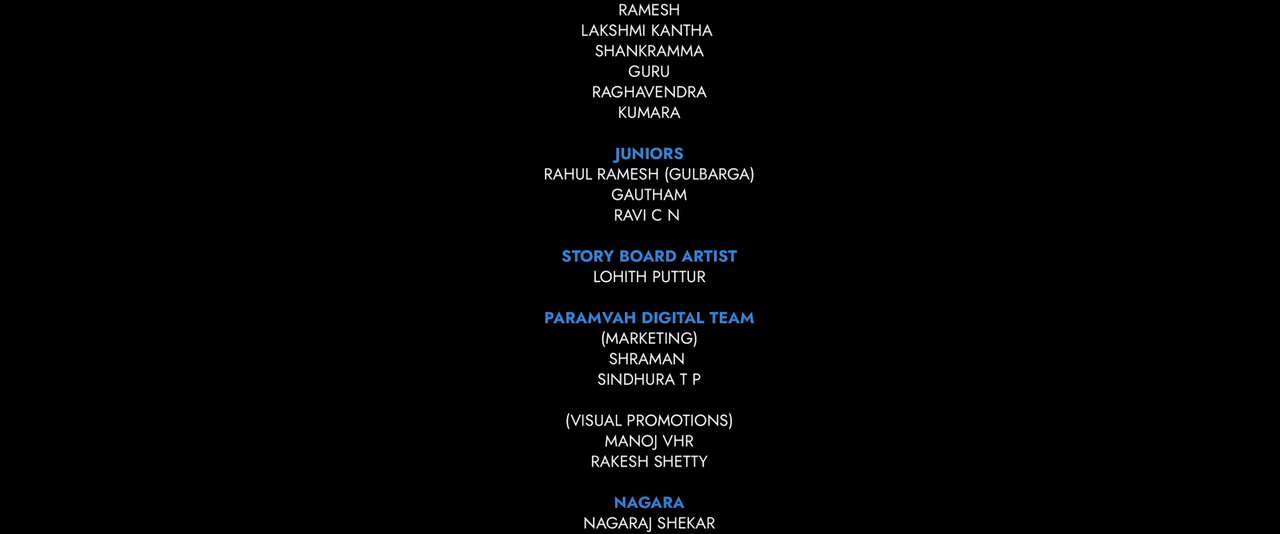 RAMESH
LAKSHMI KANTHA
SHANKRAMMA
GURU
RAGHAVENDRA
KUMARA
JUNIORS
RAHUL RAMESH (GULBARGA)
GAUTHAM
RAVI C N
STORY BOARD ARTIST
LOHITH PUTTUR
PARAMVAH DIGITAL TEAM
(MARKETING)
SHRAMAN
SINDHURA T P
(VISUAL PROMOTIONS)
MANOJ VHR
RAKESH SHETTY
NAGARA
NAGARAJ SHEKAR